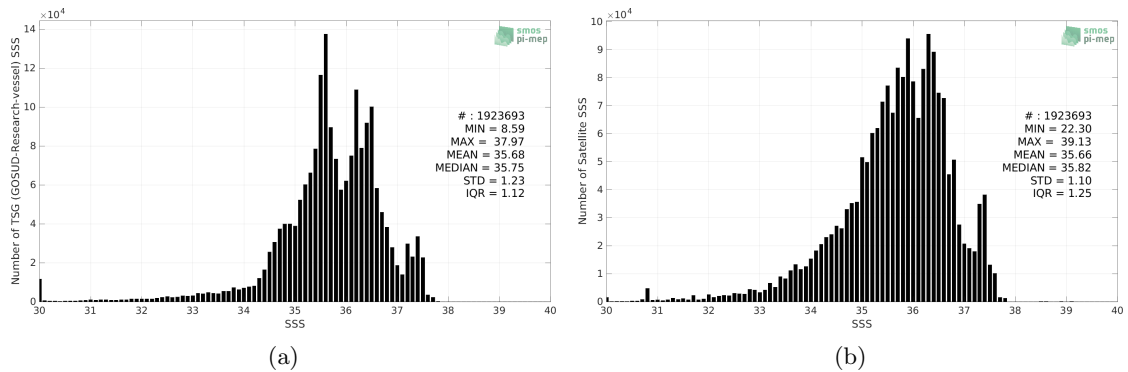 ×10⁴
14
12
10
8
6
4
2
0
Number of TSG (GOSUD-Research-vessel) SSS
smos
pi-mep
# : 1923693
MIN = 8.59
MAX = 37.97
MEAN = 35.68
MEDIAN = 35.75
STD = 1.23
IQR = 1.12
30 31 32 33 34 35 36 37 38 39 40
SSS
(a)
×10⁴
10
9
8
7
6
5
4
3
2
1
0
Number of Satellite SSS
smos
pi-mep
# : 1923693
MIN = 22.30
MAX = 39.13
MEAN = 35.66
MEDIAN = 35.82
STD = 1.10
IQR = 1.25
30 31 32 33 34 35 36 37 38 39 40
SSS
(b)